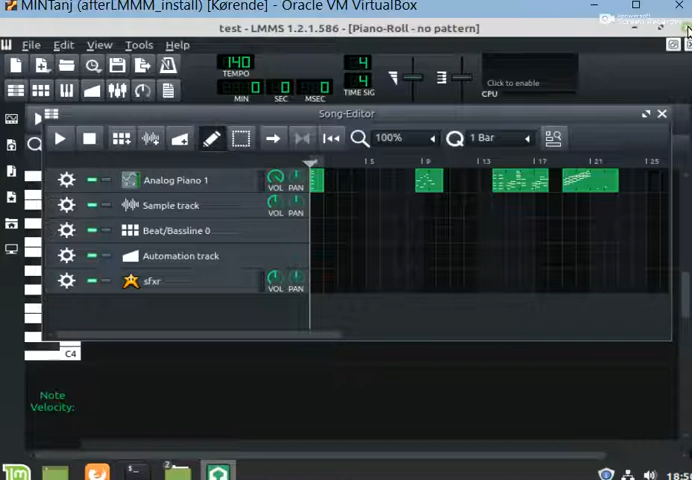 MINTanj (afterLMMM_install) [Kørende] - Oracle VM VirtualBox
test - LMMS 1.2.1.586 - [Piano-Roll - no pattern]
File Edit View Tools Help
140
TEMPO
4
4
TIME SIG
0 0 0
MIN SEC MSEC
Click to enable
CPU
Song-Editor
100% Q 1 Bar
5 9 13 17 21 25
Analog Piano 1 VOL PAN
Sample track VOL PAN
Beat/Bassline 0
Automation track
sfxr VOL PAN
C4
Note
Velocity:
2